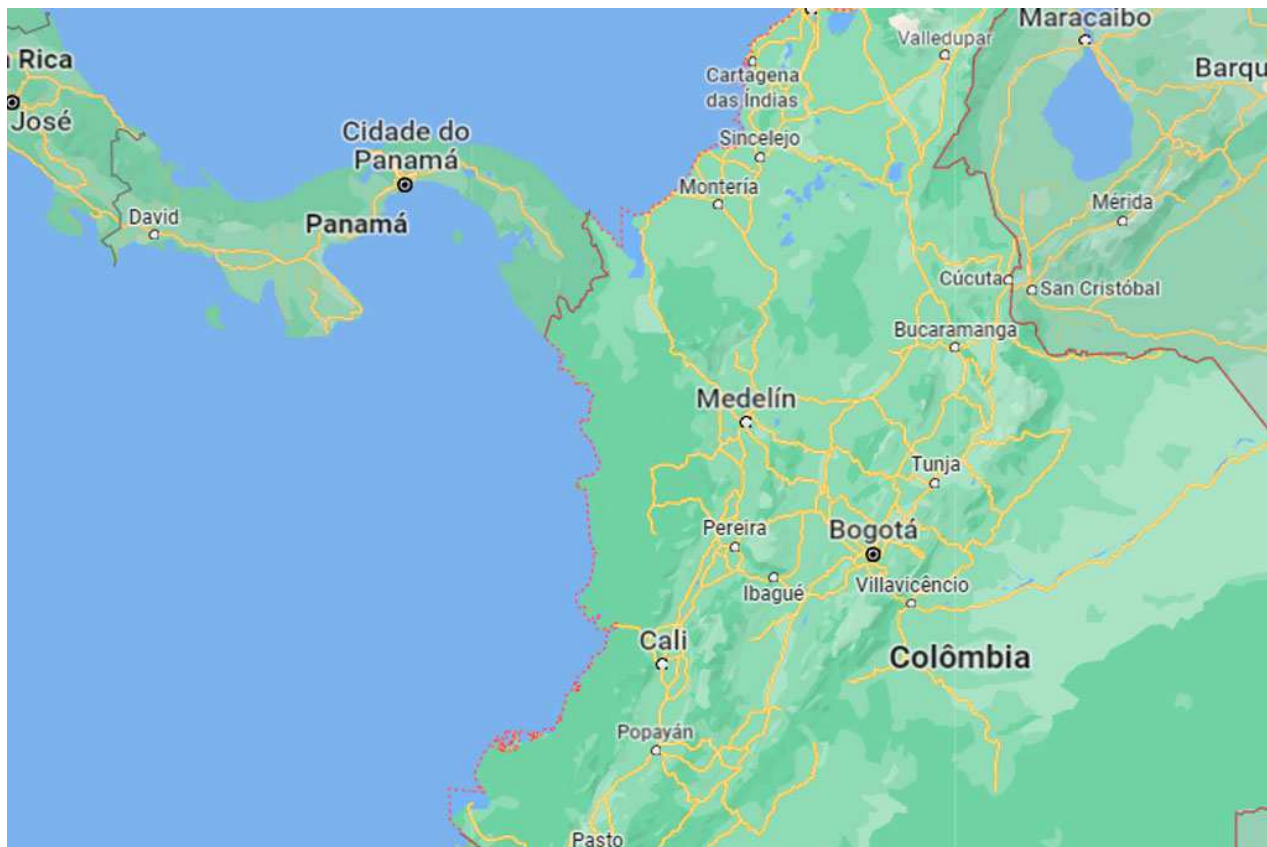 Maracaibo
Valledupar
Rica
Barqu
Cartagena
das Índias
José
Cidade do
Panamá
Sincelejo
Montería
Mérida
David
Panamá
Cúcuta
San Cristóbal
Bucaramanga
Medelín
Tunja
Pereira
Bogotá
Ibagué
Villavicêncio
Cali
Colômbia
Popayán
Pasto